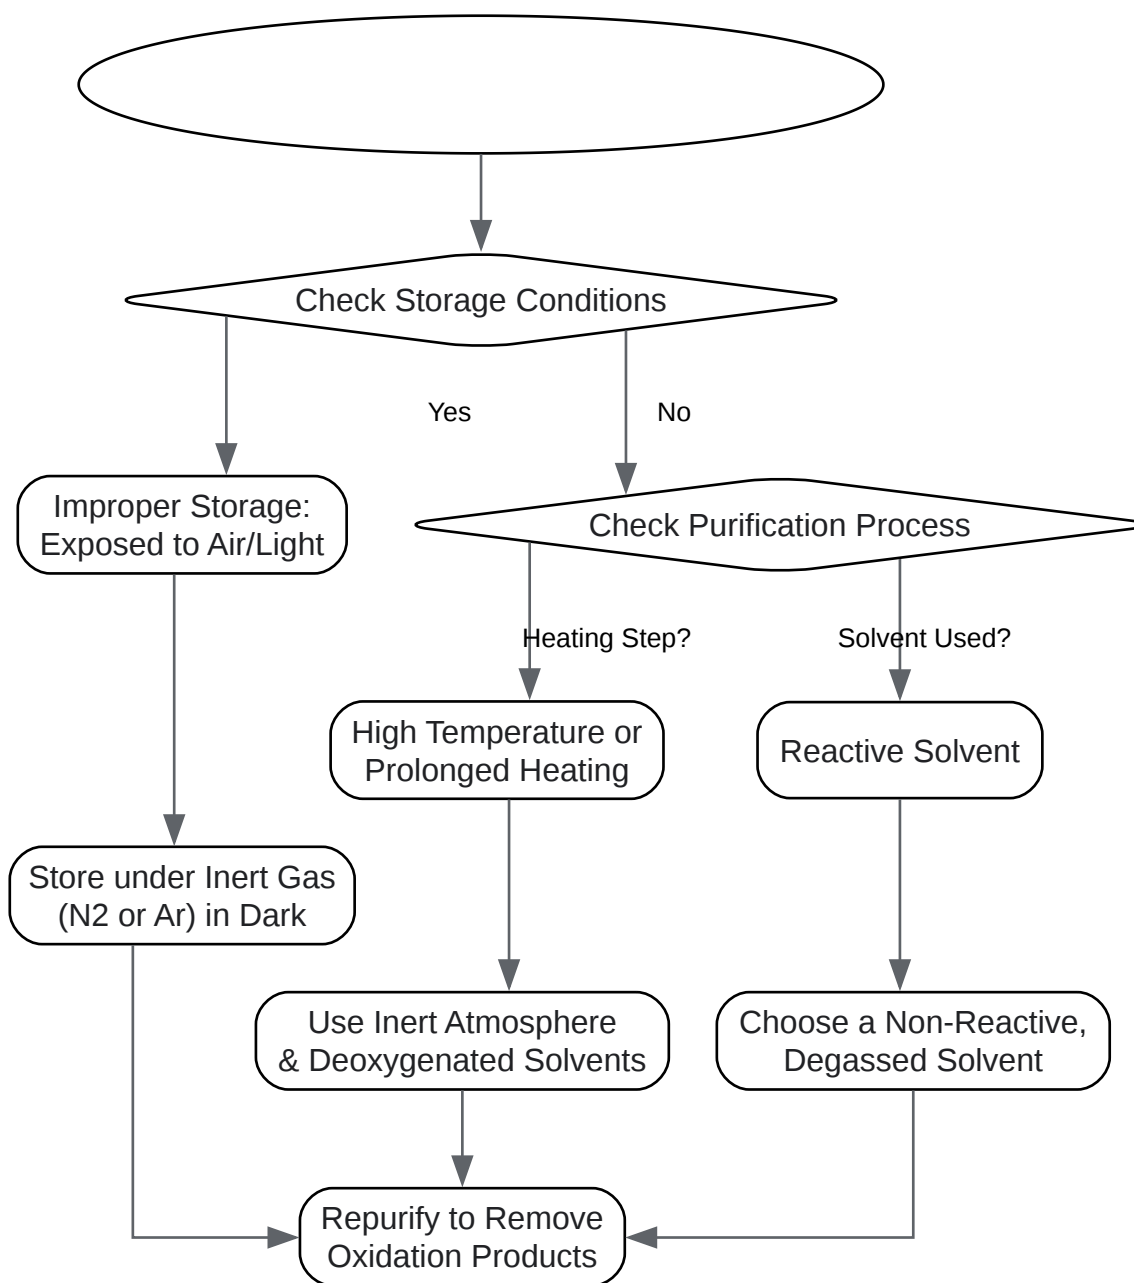 Check Storage Conditions
Yes
No
Improper Storage:
Exposed to Air/Light
Check Purification Process
Heating Step?
Solvent Used?
High Temperature or
Prolonged Heating
Reactive Solvent
Store under Inert Gas
(N2 or Ar) in Dark
Use Inert Atmosphere
& Deoxygenated Solvents
Choose a Non-Reactive,
Degassed Solvent
Repurify to Remove
Oxidation Products